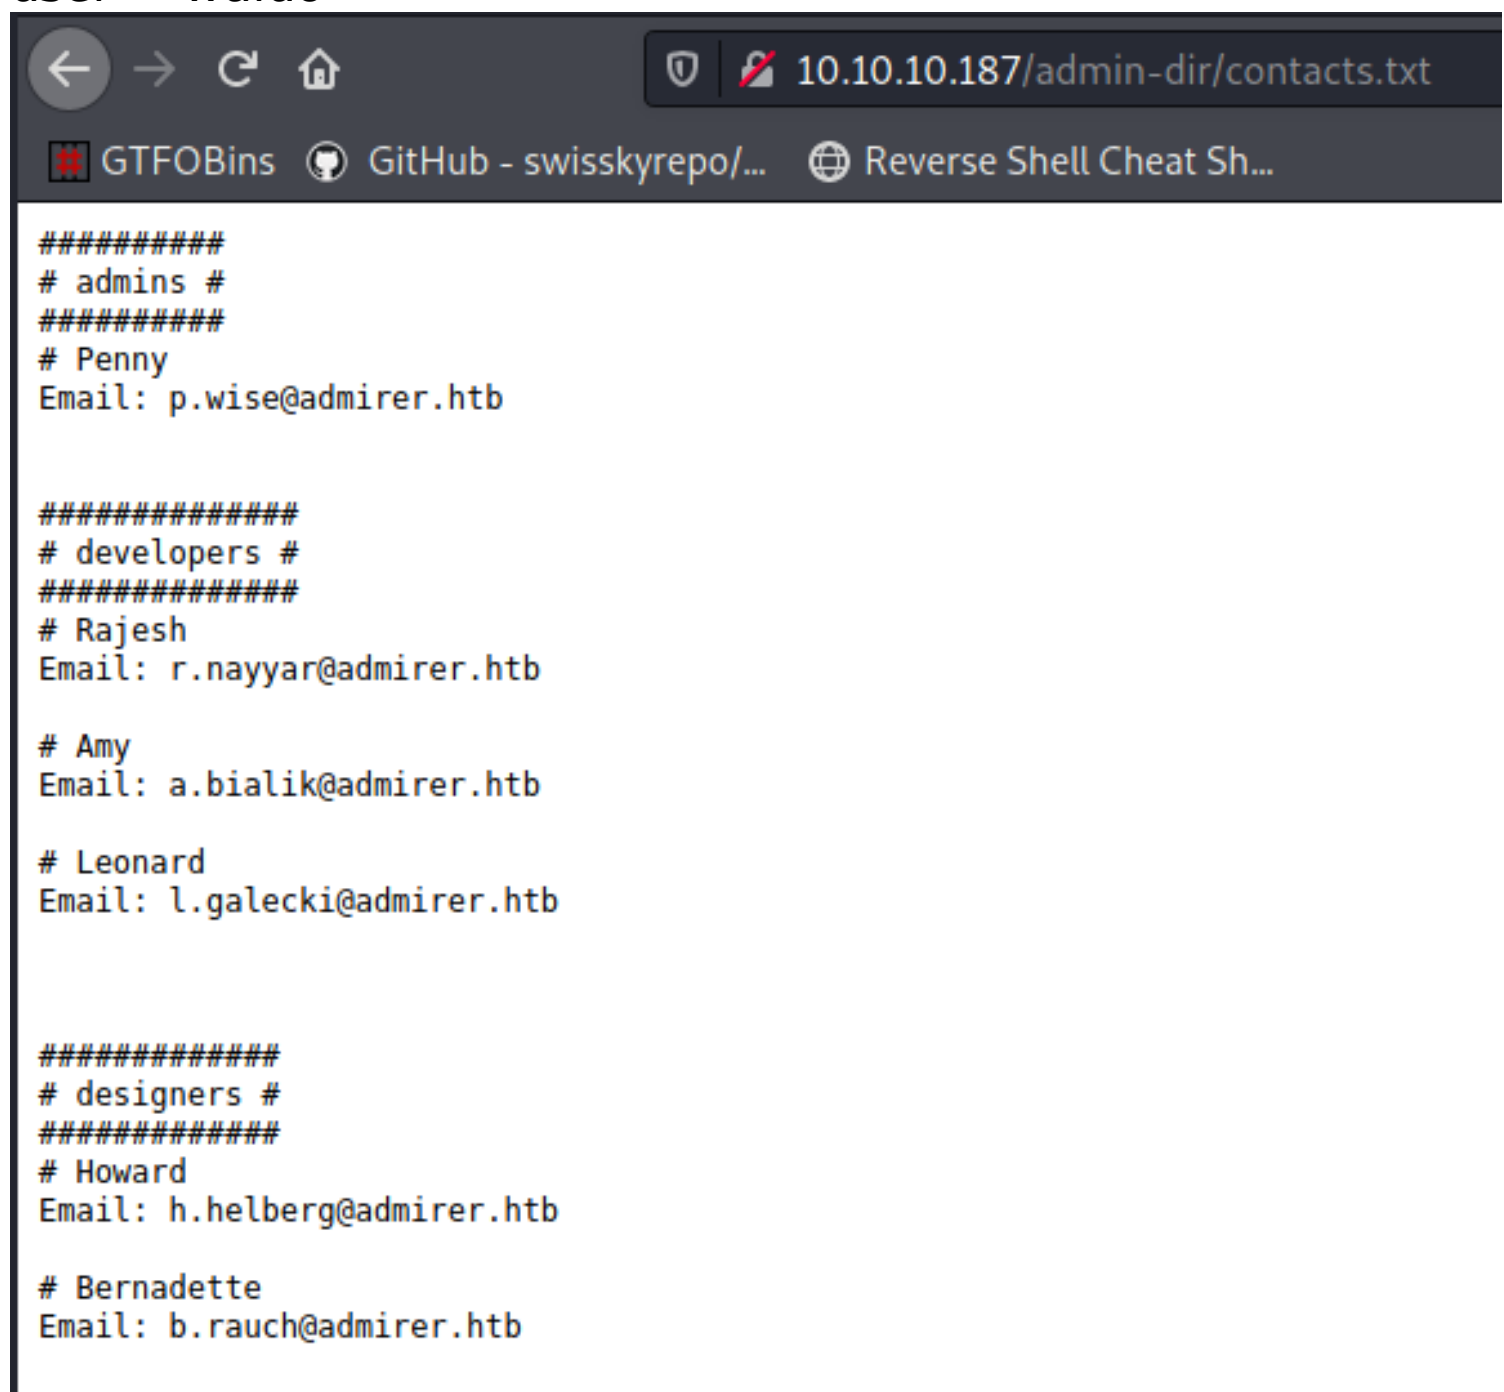 10.10.10.187/admin-dir/contacts.txt
GTFOBins GitHub - swisskyrepo/... Reverse Shell Cheat Sh...
##########
# admins #
##########
# Penny
Email: p.wise@admirer.htb
##############
# developers #
##############
# Rajesh
Email: r.nayyar@admirer.htb
# Amy
Email: a.bialik@admirer.htb
# Leonard
Email: l.galecki@admirer.htb
#############
# designers #
#############
# Howard
Email: h.helberg@admirer.htb
# Bernadette
Email: b.rauch@admirer.htb